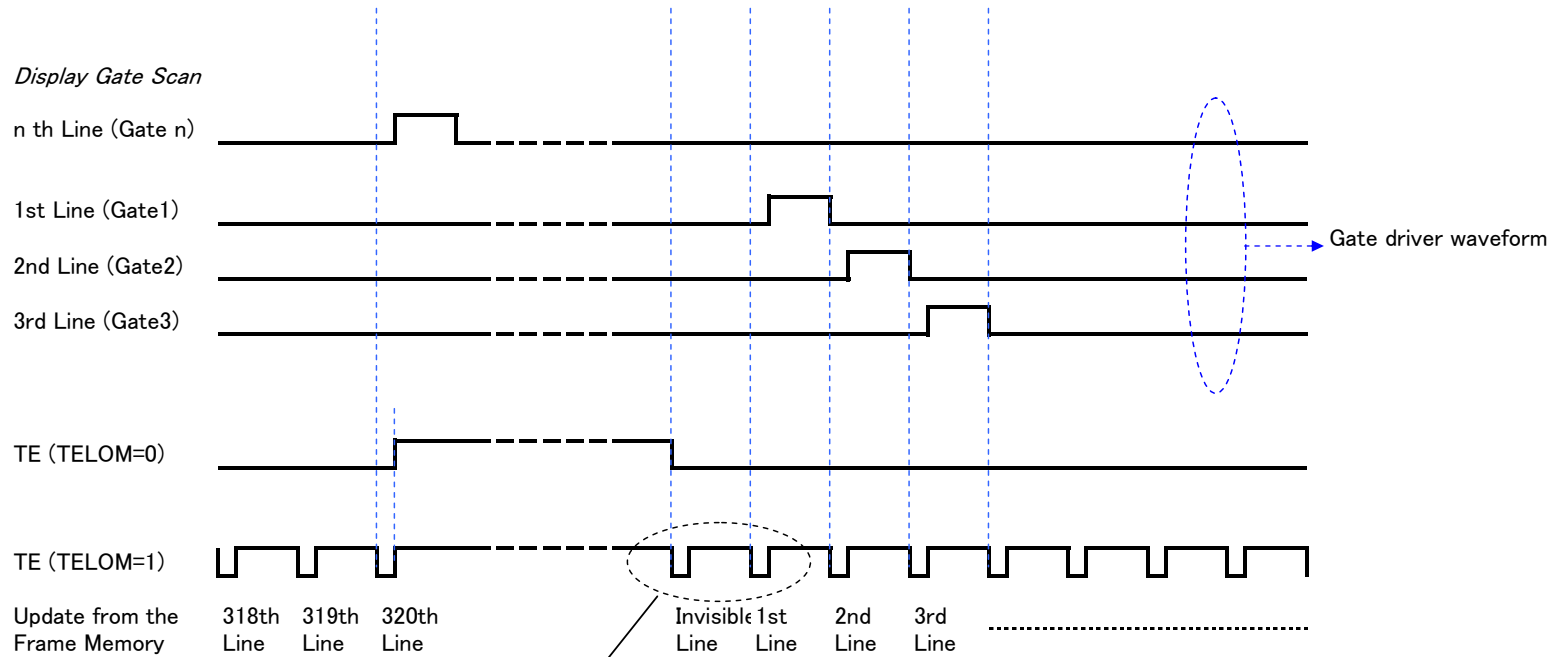 Display Gate Scan
n th Line (Gate n)
1st Line (Gate1)
2nd Line (Gate2)
3rd Line (Gate3)
Gate driver waveform
TE (TELOM=0)
TE (TELOM=1)
Update from the Frame Memory
318th Line
319th Line
320th Line
Invisible Line
1st Line
2nd Line
3rd Line